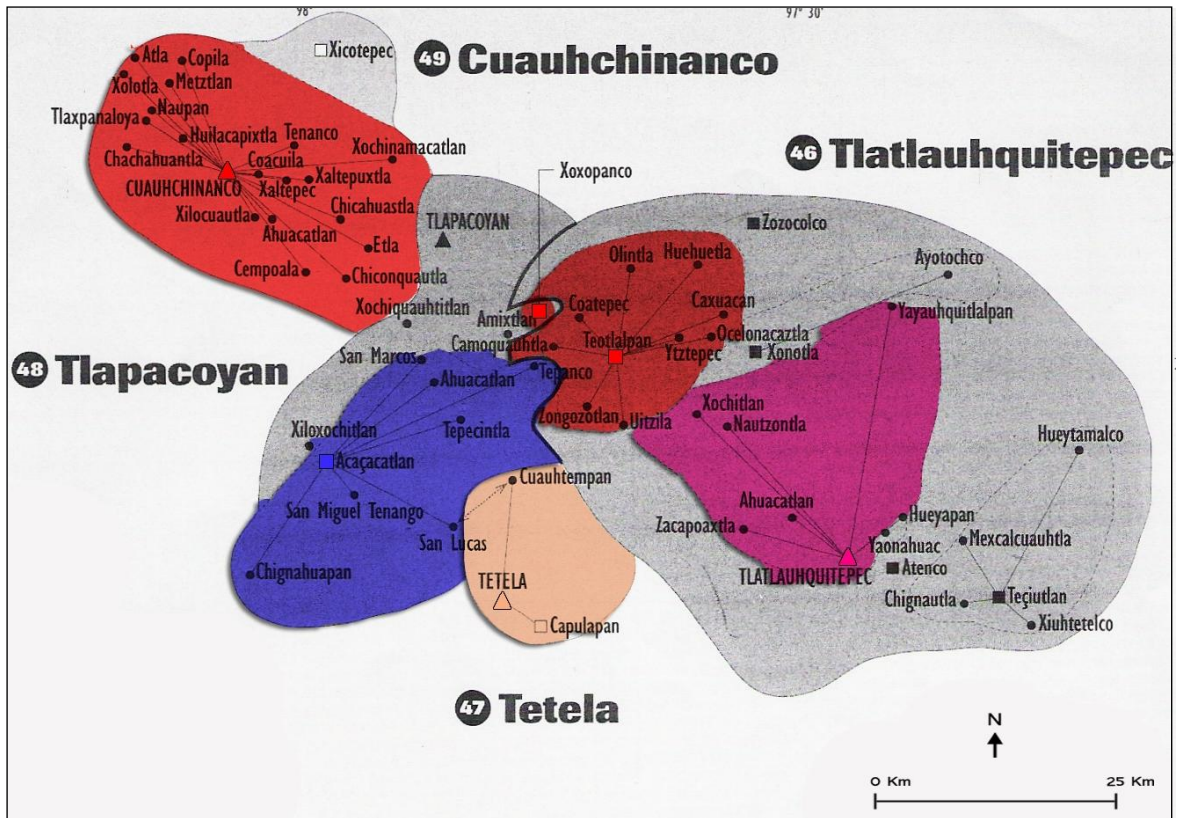 98°
97° 30'
Atla
Copila
Xicotepec
49 Cuauhchinanco
Xolotla
Metztlan
Naupan
Tlaxpanaloya
Huilacapixtla
Tenanco
Xochinamacatlan
46 Tlatlauhquitepec
Chachahuantla
Coacuila
Xoxopanco
CUAUHCHINANCO
Xaltepec
Xaltepuxtla
Chicahuastla
Xilocuautla
Ahuacatlan
TLAPACOYAN
Zozocolco
Etla
Olintla
Huehuetla
Ayotochco
Cempoala
Chiconquautla
Xochiquauhtitlan
Coatepec
Caxuacan
Yayauhquitlalpan
Amixtlan
Teotlalpan
Ocelonacaztla
Camoquauhtla
Ytztepec
Xonotla
San Marcos
48 Tlapacoyan
Tepanco
Ahuacatlan
Zongozotlan
Uitzila
Xochitlan
Nautzontla
Tepecintla
Xiloxochitlan
Hueytamalco
Acaçacatlan
Cuauhtempan
San Miguel Tenango
Ahuacatlan
Zacapoaxtla
Hueyapan
San Lucas
Yaonahuac
Mexcalcuauhtla
Chignahuapan
TETELA
TLATLAUHQUITEPEC
Atenco
Chignautla
Teçiutlan
Capulapan
Xiuhtetelco
47 Tetela
N
0 Km
25 Km